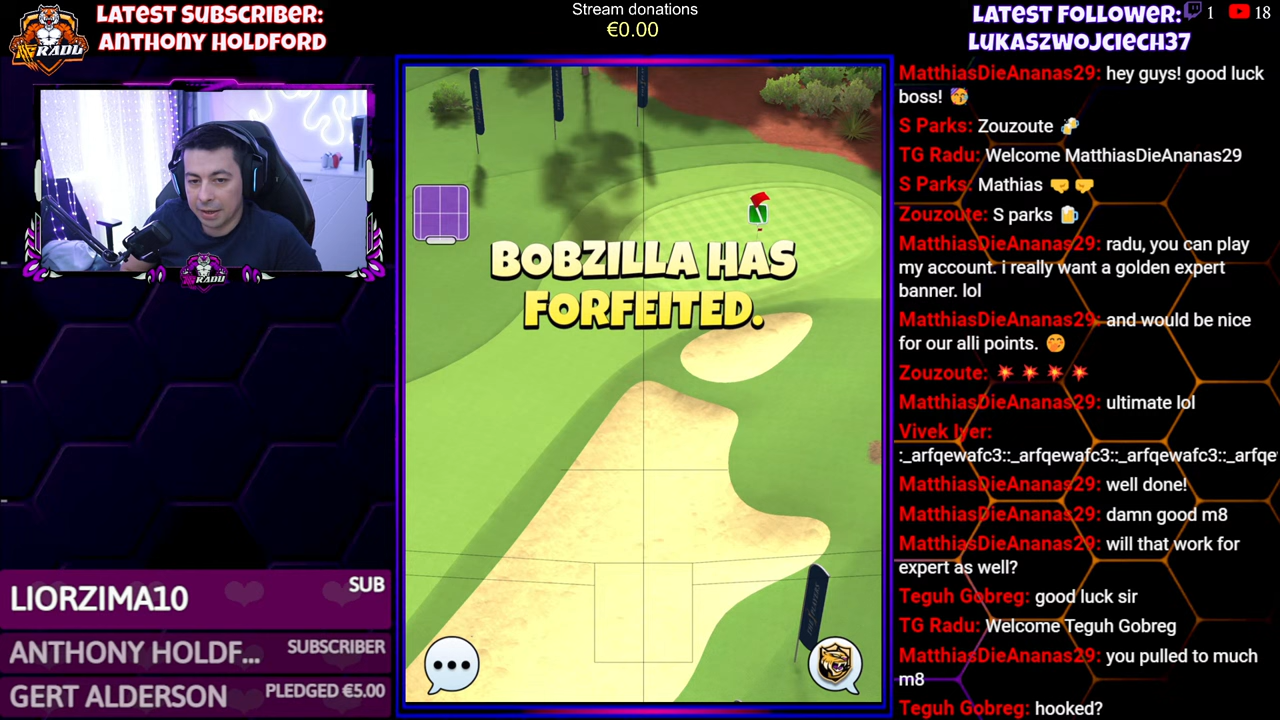 LATEST SUBSCRIBER:
ANTHONY HOLDFORD
RADU
Stream donations
€0.00
LATEST FOLLOWER:
LUKASZWOJCIECH37
1
18
BOBZILLA HAS
FORFEITED.
RADU
LIORZIMA10 SUB
ANTHONY HOLDF... SUBSCRIBER
GERT ALDERSON PLEDGED €5.00
MatthiasDieAnanas29: hey guys! good luck
boss! 🥳
S Parks: Zouzoute 🍻
TG Radu: Welcome MatthiasDieAnanas29
S Parks: Mathias 🤜 🤛
Zouzoute: S parks 🍺
MatthiasDieAnanas29: radu, you can play
my account. i really want a golden expert
banner. lol
MatthiasDieAnanas29: and would be nice
for our alli points. 🤭
Zouzoute: 💥 💥 💥 💥
MatthiasDieAnanas29: ultimate lol
Vivek Iyer:
:_arfqewafc3::_arfqewafc3::_arfqewafc3::_arfqe
MatthiasDieAnanas29: well done!
MatthiasDieAnanas29: damn good m8
MatthiasDieAnanas29: will that work for
expert as well?
Teguh Gobreg: good luck sir
TG Radu: Welcome Teguh Gobreg
MatthiasDieAnanas29: you pulled to much
m8
Teguh Gobreg: hooked?